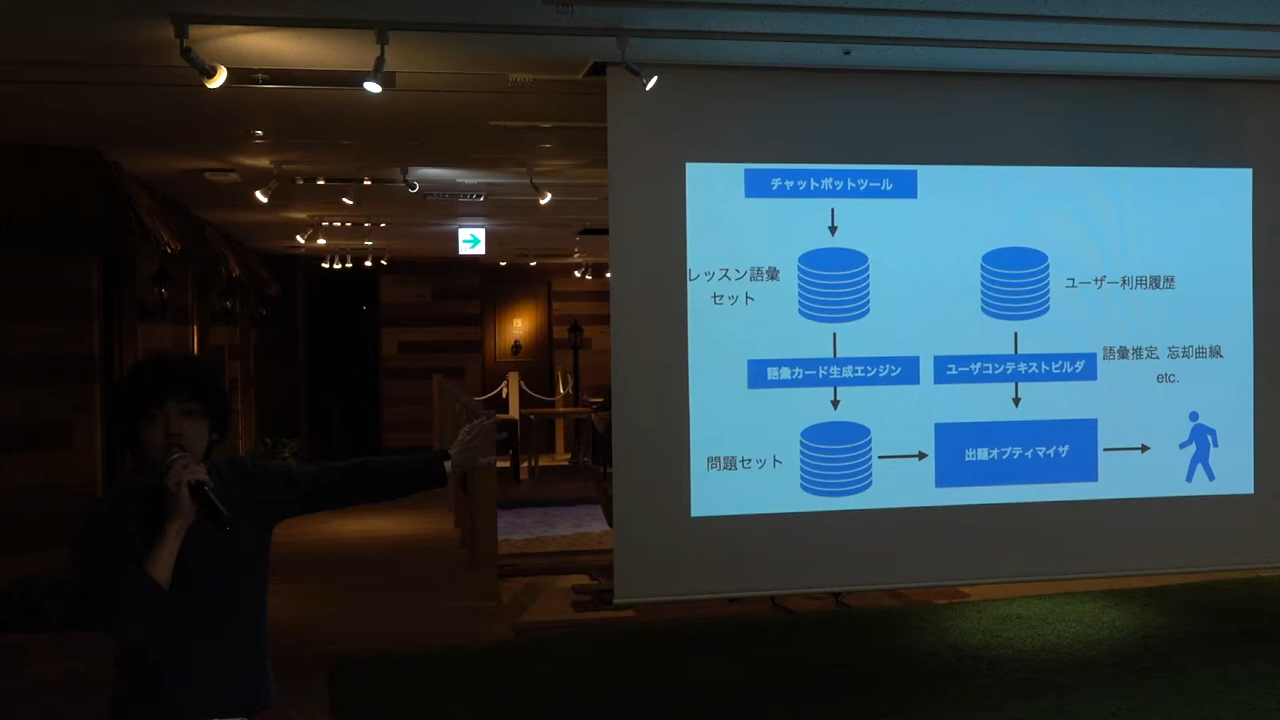 チャットボットツール
レッスン語彙
セット
ユーザー利用履歴
語彙カード生成エンジン
ユーザコンテキストビルダ
語彙推定、忘却曲線、
etc.
問題セット
出題オプティマイザ